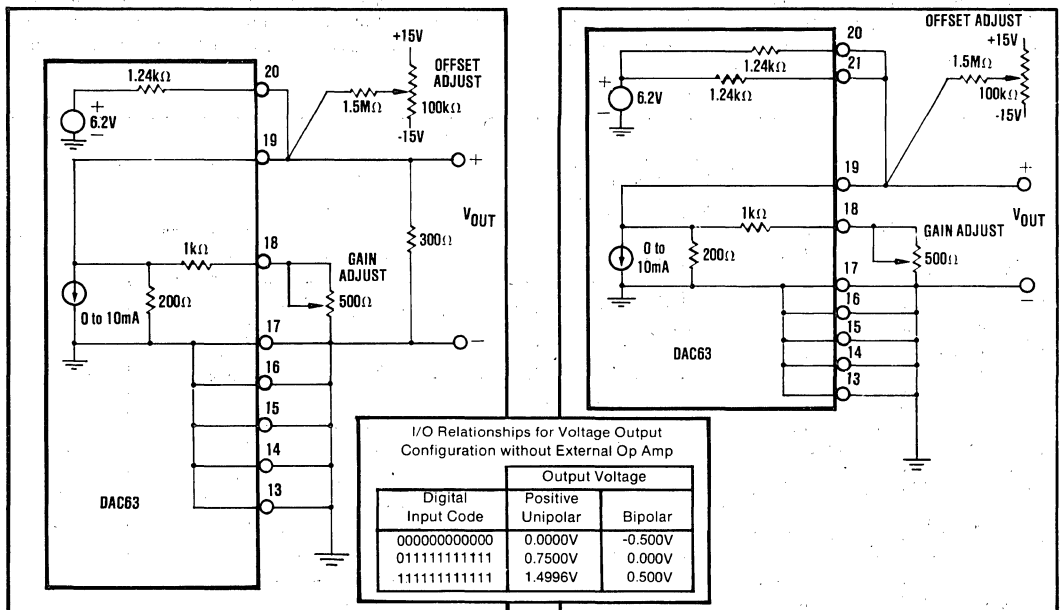 20
+15V
1.24kΩ
OFFSET
ADJUST
1.5MΩ
100kΩ
+
6.2V
−
-15V
19
+
VOUT
300Ω
1kΩ
18
GAIN
ADJUST
200Ω
500Ω
0 to 10mA
17
−
16
15
14
DAC63
13
OFFSET ADJUST
+15V
20
1.24kΩ
21
1.5MΩ
+
6.2V
−
1.24kΩ
100kΩ
-15V
19
+
1kΩ
18
VOUT
GAIN ADJUST
0 to
10mA
200Ω
500Ω
17
−
16
15
DAC63
14
13
I/O Relationships for Voltage Output
Configuration without External Op Amp
Output Voltage
Digital
Input Code
Positive
Unipolar
Bipolar
000000000000 0.0000V -0.500V
011111111111 0.7500V 0.000V
111111111111 1.4996V 0.500V